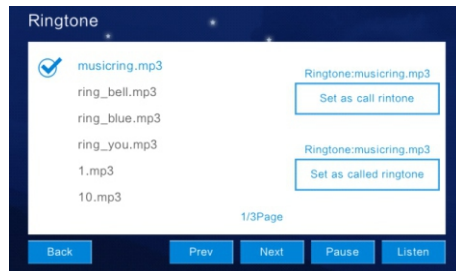 Ringtone
musicring.mp3
ring_bell.mp3
ring_blue.mp3
ring_you.mp3
1.mp3
10.mp3
Ringtone:musicring.mp3
Set as call rintone
Ringtone:musicring.mp3
Set as called ringtone
1/3Page
Back
Prev
Next
Pause
Listen